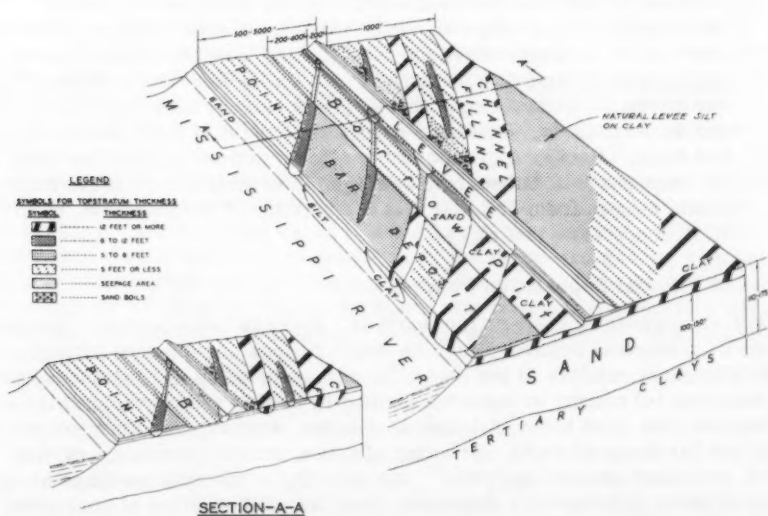 500-5000'
200-600'
200'
1000'
A
POINT BAR DEPOSIT
SAND
A
Borrow Pit
LEVEE
CHANNEL FILLING
NATURAL LEVEE SILT
ON CLAY
MISSISSIPPI RIVER
SILT
CLAY
SAND
CLAY
CLAY
CLAY
100-150'
SAND
TERTIARY CLAYS
LEGEND
SYMBOLS FOR TOPSTRATUM THICKNESS
SYMBOL THICKNESS
12 FEET OR MORE
8 TO 12 FEET
5 TO 8 FEET
5 FEET OR LESS
SEEPAGE AREA
SAND BOILS
POINT B
C
SECTION-A-A